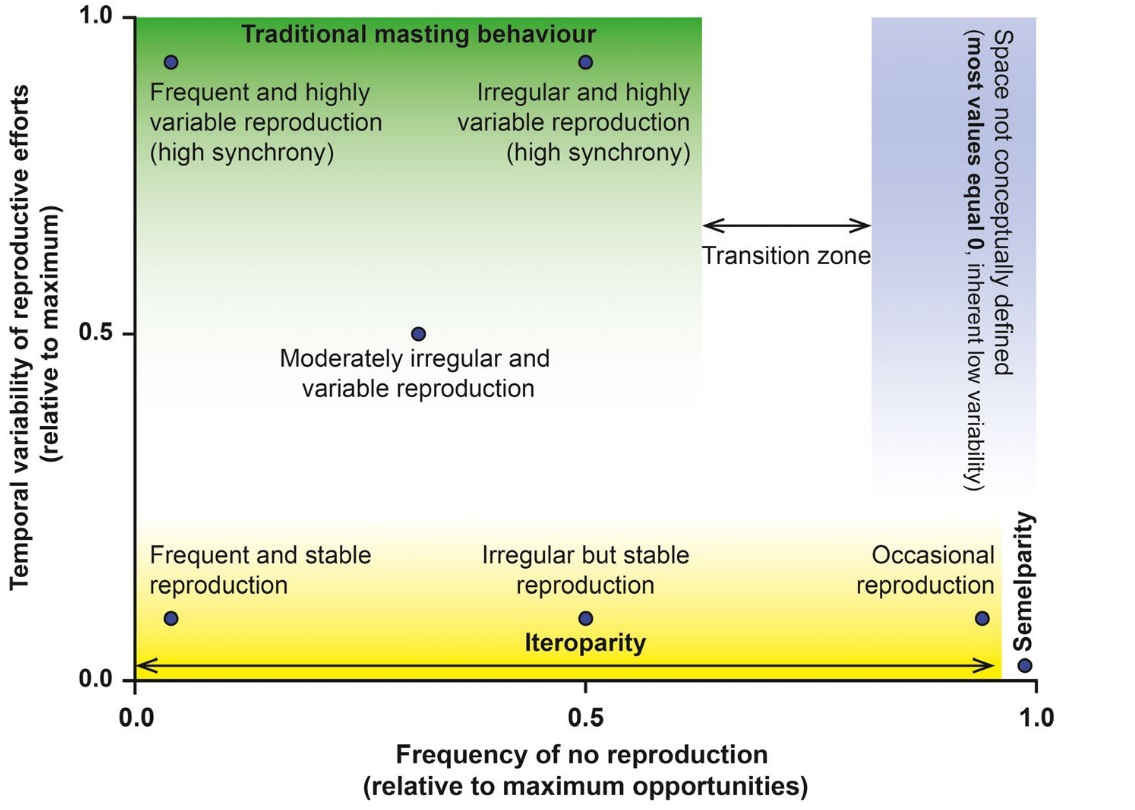 1.0
Traditional masting behaviour
Frequent and highly
variable reproduction
(high synchrony)
Irregular and highly
variable reproduction
(high synchrony)
Space not conceptually defined
(most values equal 0, inherent low variability)
Transition zone
Temporal variability of reproductive efforts
(relative to maximum)
0.5
Moderately irregular and
variable reproduction
Frequent and stable
reproduction
Irregular but stable
reproduction
Occasional
reproduction
Semelparity
Iteroparity
0.0
0.0
0.5
1.0
Frequency of no reproduction
(relative to maximum opportunities)